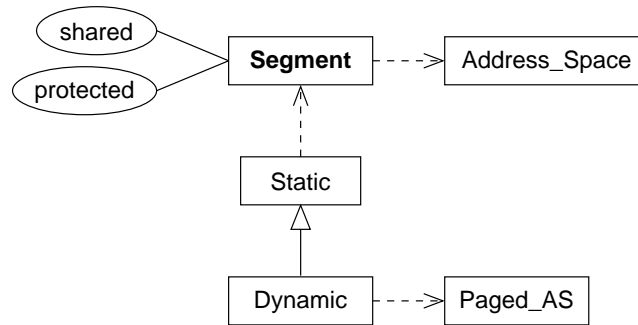 shared
Segment
Address_Space
protected
Static
Dynamic
Paged_AS